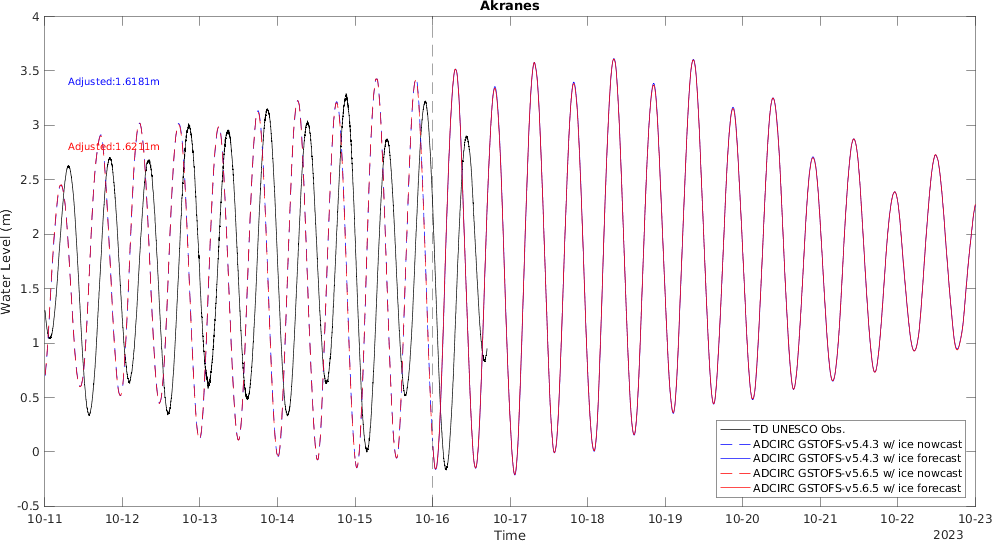 Akranes
4
3.5
3
2.5
2
1.5
1
0.5
0
-0.5
Water Level (m)
Adjusted:1.6181m
Adjusted:1.6211m
TD UNESCO Obs.
ADCIRC GSTOFS-v5.4.3 w/ ice nowcast
ADCIRC GSTOFS-v5.4.3 w/ ice forecast
ADCIRC GSTOFS-v5.6.5 w/ ice nowcast
ADCIRC GSTOFS-v5.6.5 w/ ice forecast
10-11 10-12 10-13 10-14 10-15 10-16 10-17 10-18 10-19 10-20 10-21 10-22 10-23
Time
2023